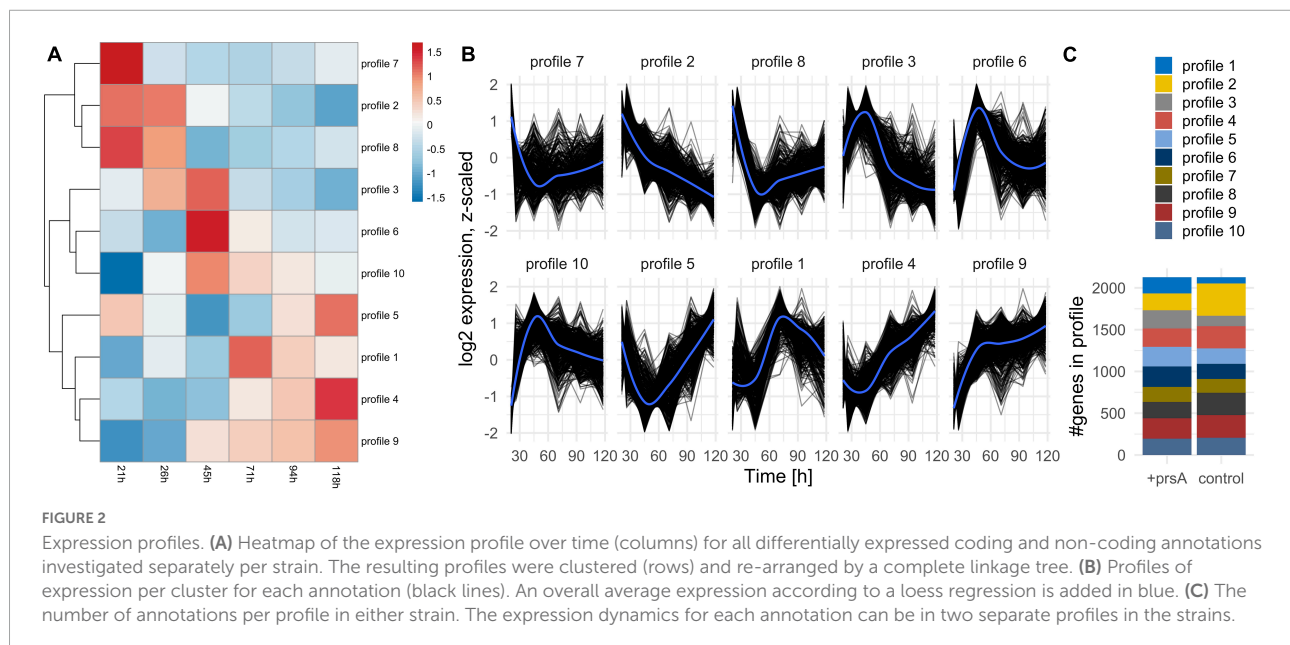 A
profile 7
profile 2
profile 8
profile 3
profile 6
profile 10
profile 5
profile 1
profile 4
profile 9
21h 26h 45h 71h 94h 118h
1.5
1
0.5
0
-0.5
-1
-1.5
B
profile 7 profile 2 profile 8 profile 3 profile 6
2
1
0
-1
-2
profile 10 profile 5 profile 1 profile 4 profile 9
2
1
0
-1
-2
log2 expression, z-scaled
30 60 90 120 30 60 90 120 30 60 90 120 30 60 90 120 30 60 90 120
Time [h]
C
profile 1
profile 2
profile 3
profile 4
profile 5
profile 6
profile 7
profile 8
profile 9
profile 10
#genes in profile
2000
1500
1000
500
0
+prsA control
FIGURE 2
Expression profiles. (A) Heatmap of the expression profile over time (columns) for all differentially expressed coding and non-coding annotations
investigated separately per strain. The resulting profiles were clustered (rows) and re-arranged by a complete linkage tree. (B) Profiles of
expression per cluster for each annotation (black lines). An overall average expression according to a loess regression is added in blue. (C) The
number of annotations per profile in either strain. The expression dynamics for each annotation can be in two separate profiles in the strains.